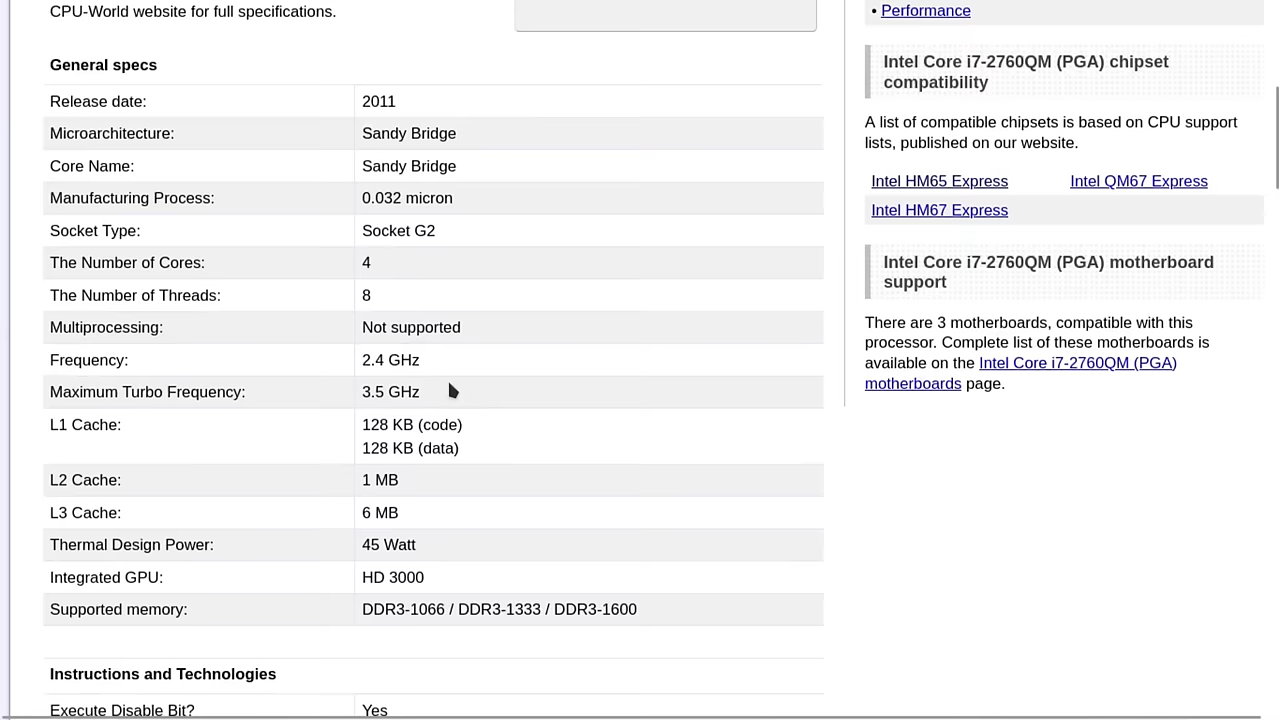 CPU-World website for full specifications.
General specs
Release date: 2011
Microarchitecture: Sandy Bridge
Core Name: Sandy Bridge
Manufacturing Process: 0.032 micron
Socket Type: Socket G2
The Number of Cores: 4
The Number of Threads: 8
Multiprocessing: Not supported
Frequency: 2.4 GHz
Maximum Turbo Frequency: 3.5 GHz
L1 Cache: 128 KB (code)
128 KB (data)
L2 Cache: 1 MB
L3 Cache: 6 MB
Thermal Design Power: 45 Watt
Integrated GPU: HD 3000
Supported memory: DDR3-1066 / DDR3-1333 / DDR3-1600
Instructions and Technologies
Execute Disable Bit? Yes
• Performance
Intel Core i7-2760QM (PGA) chipset
compatibility
A list of compatible chipsets is based on CPU support
lists, published on our website.
Intel HM65 Express Intel QM67 Express
Intel HM67 Express
Intel Core i7-2760QM (PGA) motherboard
support
There are 3 motherboards, compatible with this
processor. Complete list of these motherboards is
available on the Intel Core i7-2760QM (PGA)
motherboards page.